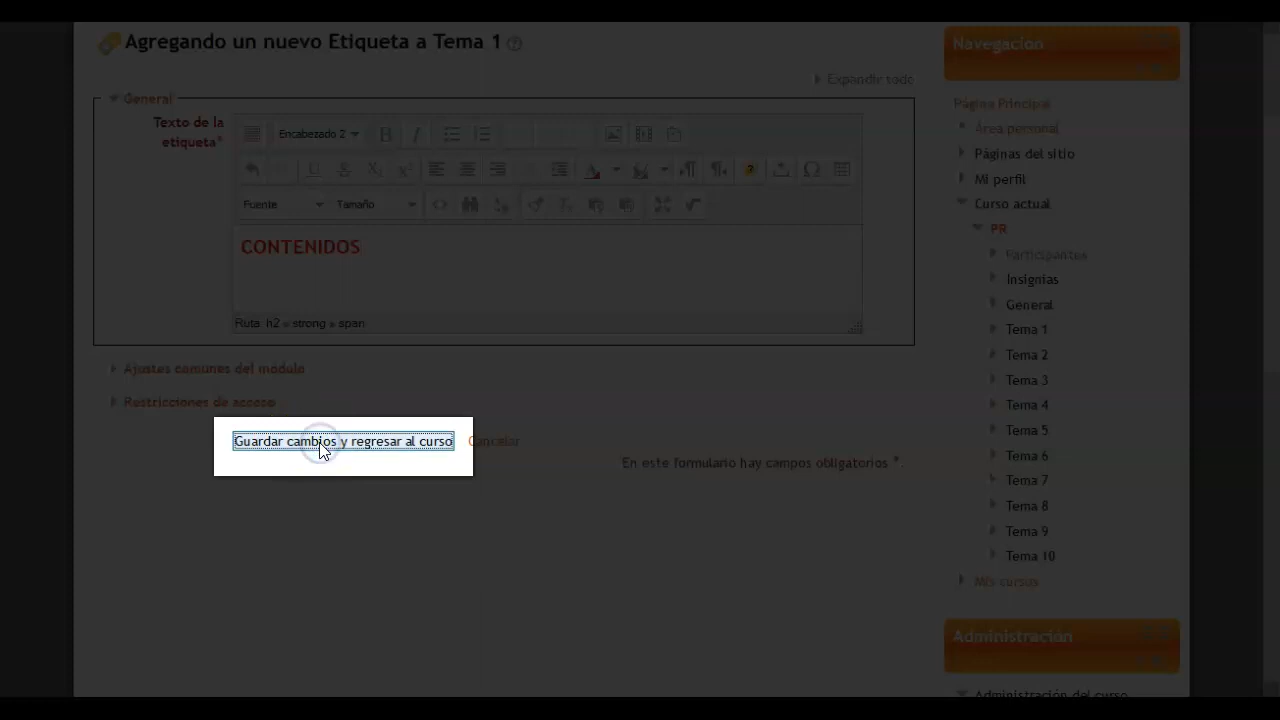 Agregando un nuevo Etiqueta a Tema 1
Expandir todo
General
Texto de la
etiqueta*
Encabezado 2
Fuente
Tamaño
CONTENIDOS
Ruta: h2 » strong » span
Ajustes comunes del módulo
Restricciones de acceso
Guardar cambios y regresar al curso
Cancelar
En este formulario hay campos obligatorios *.
Navegación
Página Principal
Área personal
Páginas del sitio
Mi perfil
Curso actual
PR
Participantes
Insignias
General
Tema 1
Tema 2
Tema 3
Tema 4
Tema 5
Tema 6
Tema 7
Tema 8
Tema 9
Tema 10
Mis cursos
Administración
Administración del curso